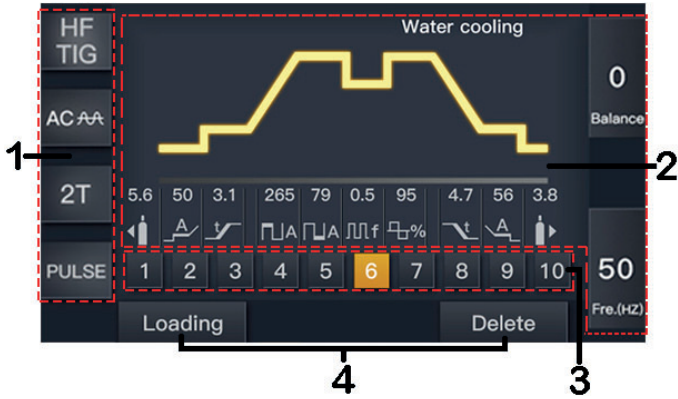 HF
TIG
Water cooling
0
Balance
AC
1
2
2T
5.6 50 3.1 265 79 0.5 95 4.7 56 3.8
A t A A f % t A
PULSE
1 2 3 4 5 6 7 8 9 10
50
Fre.(HZ)
Loading Delete
4
3